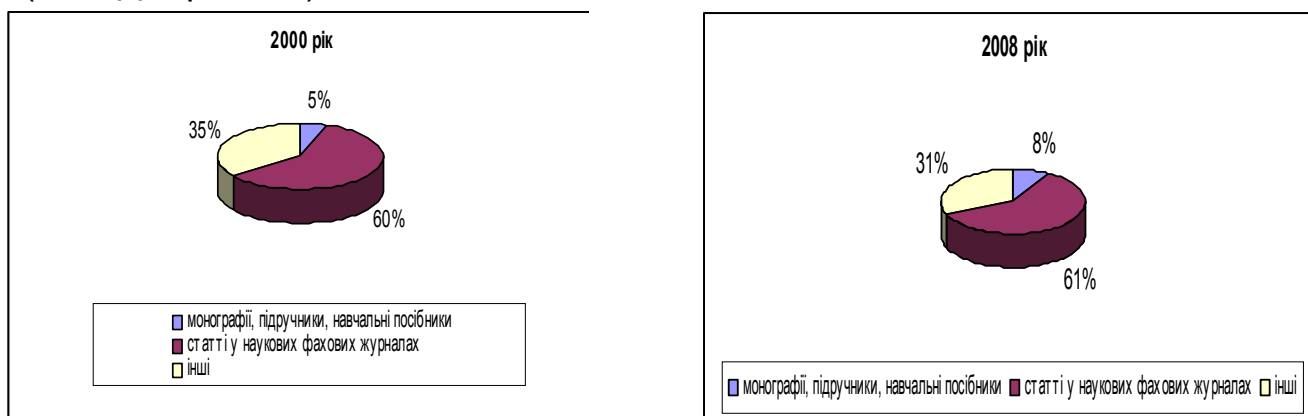 2000 рік
5%
35%
60%
монографії, підручники, навчальні посібники
статті у наукових фахових журналах
інші
2008 рік
8%
31%
61%
монографії, підручники, навчальні посібники статті у наукових фахових журналах інші